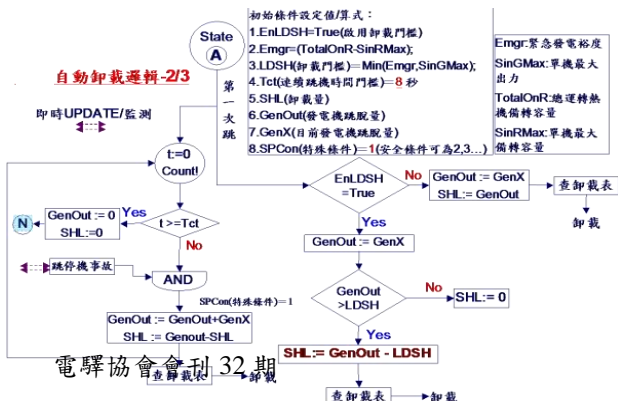 初始條件設定值/算式：
1.EnLDSH=True(啟用卸載門檻)
2.Emgr=(TotalOnR-SinRMax);
3.LDSH(卸載門檻)=Min(Emgr,SinGMax);
4.Tct(連續跳機時間門檻)=8 秒
5.SHL(卸載量)
6.GenOut(發電機跳脫量)
7.GenX(目前發電機跳脫量)
8.SPCon(特殊條件)=1(安全條件可為2,3...)
Emgr:緊急發電裕度
SinGMax:單機最大
出力
TotalOnR:總運轉熱
機備轉容量
SinRMax:單機最大
備轉容量
State
A
自動卸載邏輯-2/3
即時UPDATE/監測
第一次跳
t:=0
Count!
EnLDSH
=True
No
GenOut := GenX
SHL:= GenOut
查卸載表
卸載
N
GenOut := 0
SHL:=0
Yes
t >=Tct
No
Yes
GenOut := GenX
跳停機事故
AND
SPCon(特殊條件)=1
GenOut
>LDSH
No
SHL:= 0
GenOut := GenOut+GenX
SHL := Genout-SHL
Yes
SHL:= GenOut - LDSH
電驛協會會刊 32 期
查卸載表
卸載
查卸載表
卸載